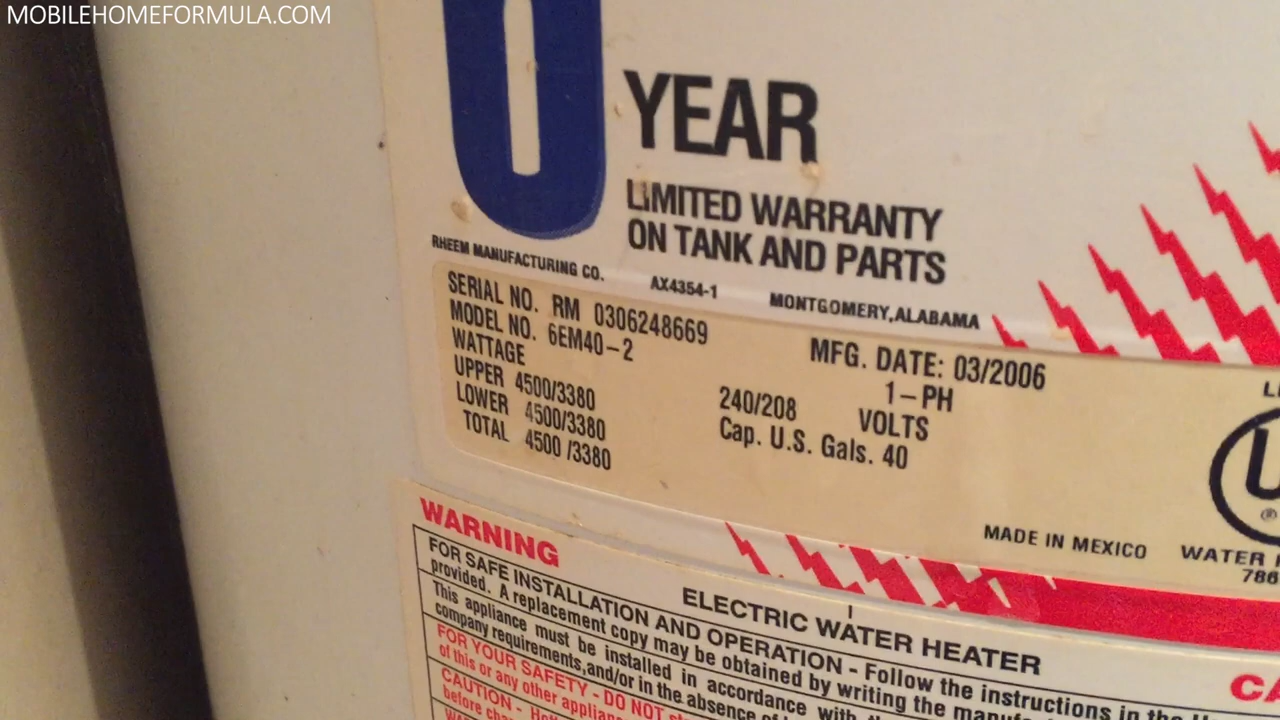 MOBILEHOMEFORMULA.COM
YEAR
LIMITED WARRANTY
ON TANK AND PARTS
RHEEM MANUFACTURING CO. AX4354-1 MONTGOMERY,ALABAMA
SERIAL NO. RM 0306248669 MFG. DATE: 03/2006
MODEL NO. 6EM40-2 1-PH
WATTAGE 240/208 VOLTS
UPPER 4500/3380 Cap. U.S. Gals. 40
LOWER 4500/3380
TOTAL 4500 /3380
MADE IN MEXICO
WATER
786
WARNING
ELECTRIC WATER HEATER
FOR SAFE INSTALLATION AND OPERATION - Follow the instructions in the
provided. A replacement copy may be obtained by writing the
This appliance must be installed in accordance with
company requirements,and/or in the absence of
FOR YOUR SAFETY - DO NOT
of this or any other
CAUTION -
before